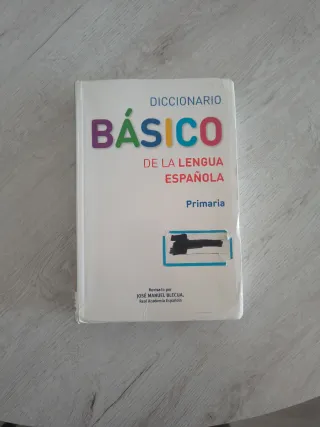 DICCIONARIO
BÁSICO
DE LA LENGUA
ESPAÑOLA
Primaria
Revisado por
JOSÉ MANUEL BLECUA,
Real Academia Española